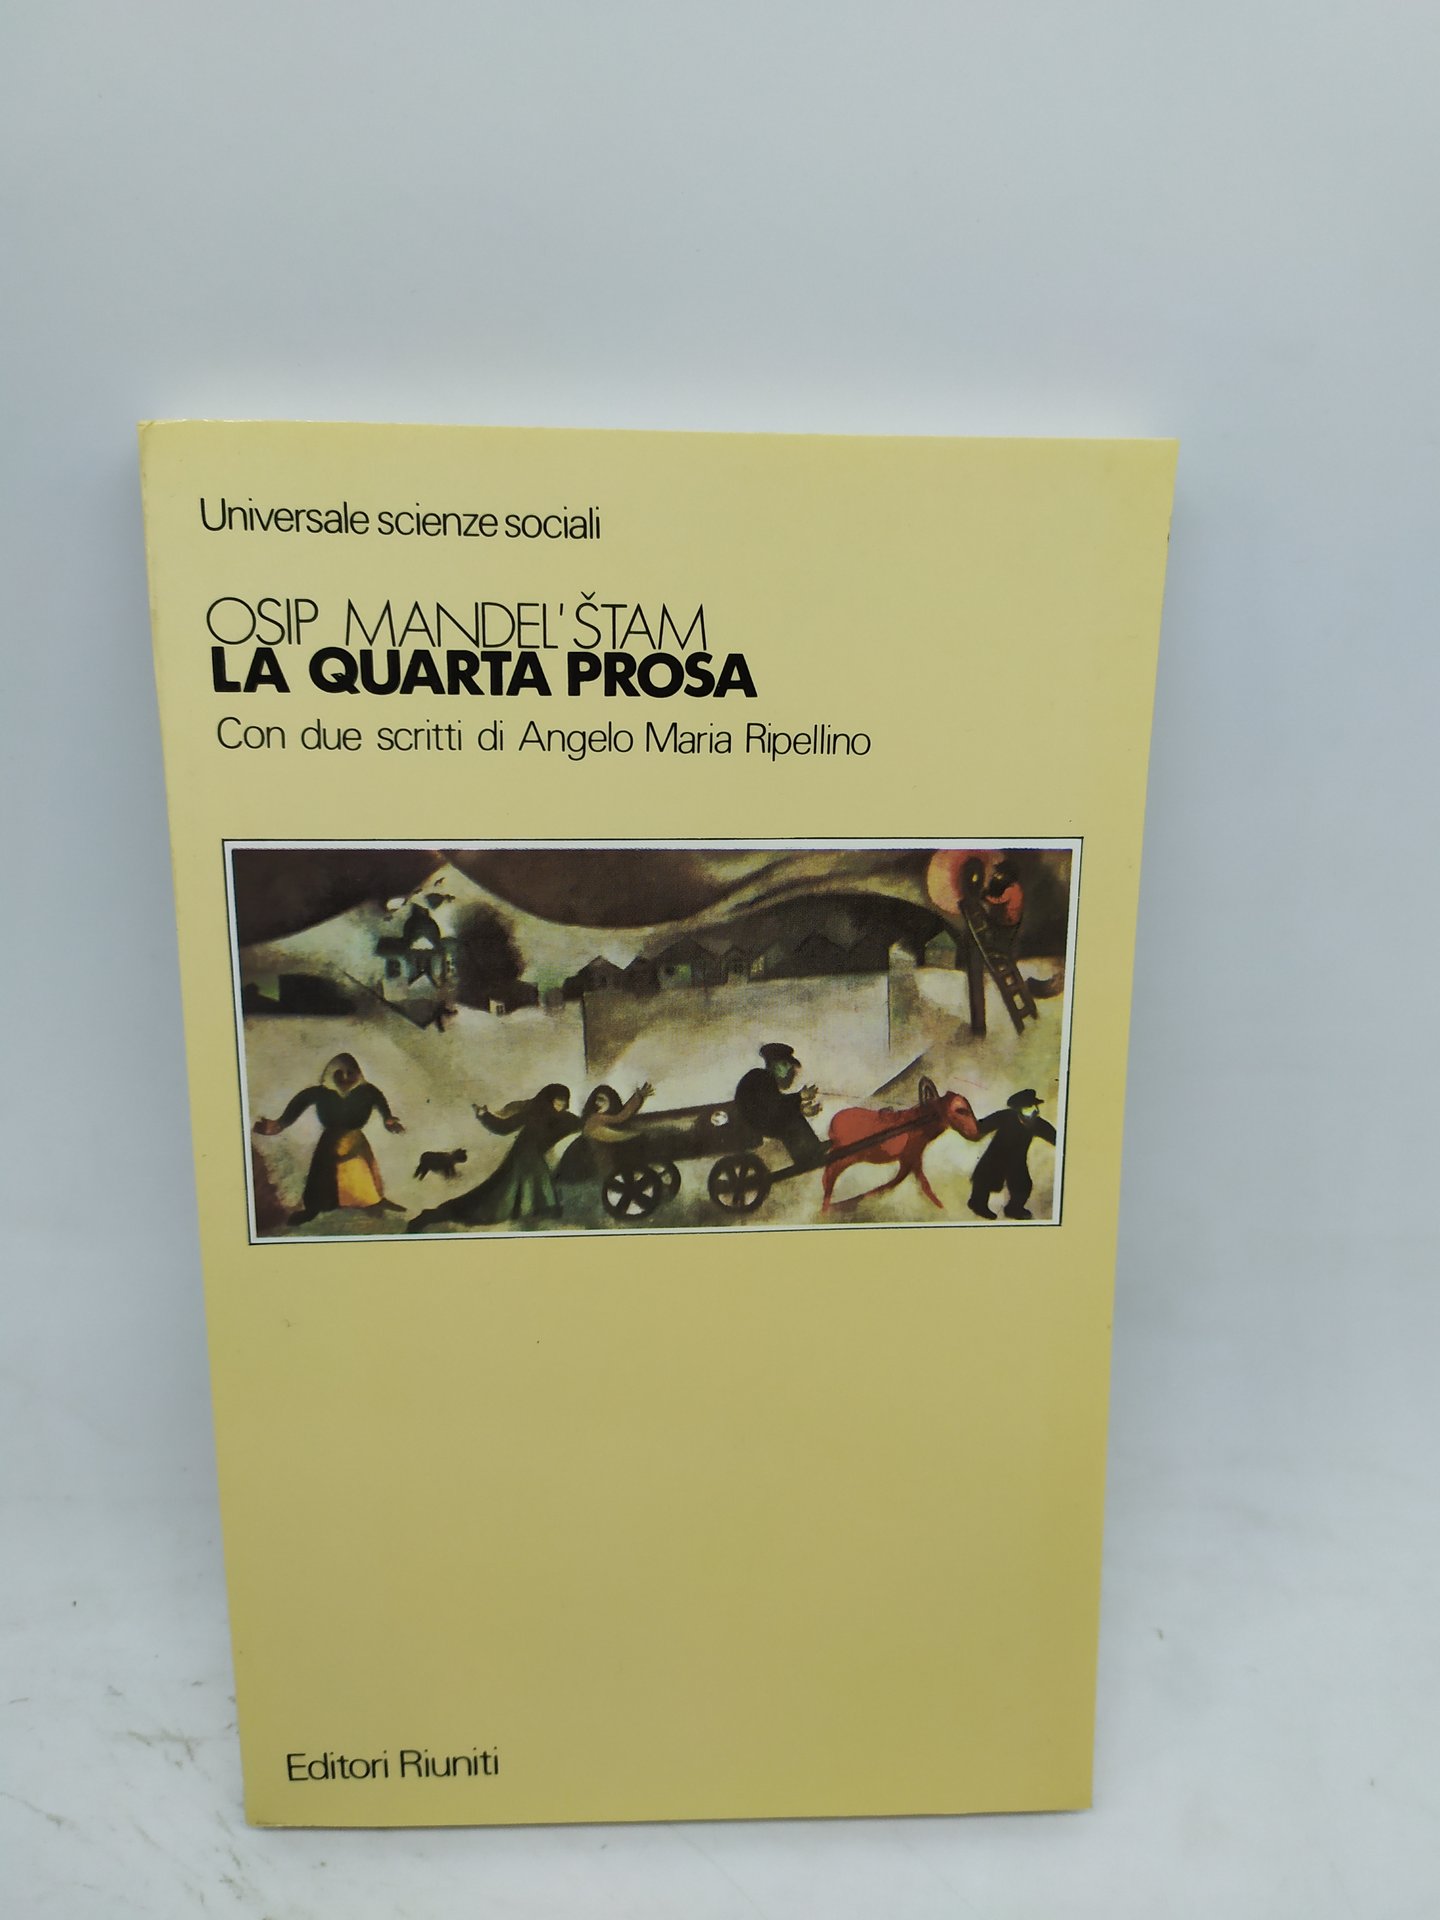 Universale scienze sociali
OSIP MANDEL'ŠTAM
LA QUARTA PROSA
Con due scritti di Angelo Maria Ripellino
Editori Riuniti